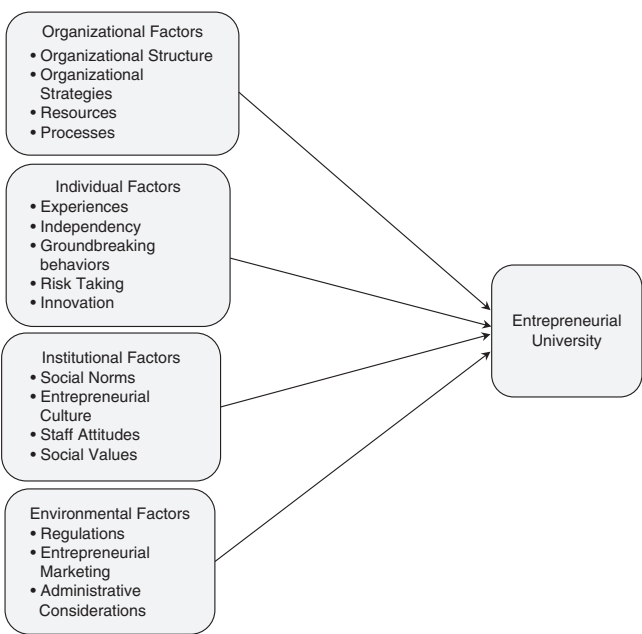 Organizational Factors
• Organizational Structure
• Organizational
Strategies
• Resources
• Processes
Individual Factors
• Experiences
• Independency
• Groundbreaking
behaviors
• Risk Taking
• Innovation
Institutional Factors
• Social Norms
• Entrepreneurial
Culture
• Staff Attitudes
• Social Values
Environmental Factors
• Regulations
• Entrepreneurial
Marketing
• Administrative
Considerations
Entrepreneurial
University